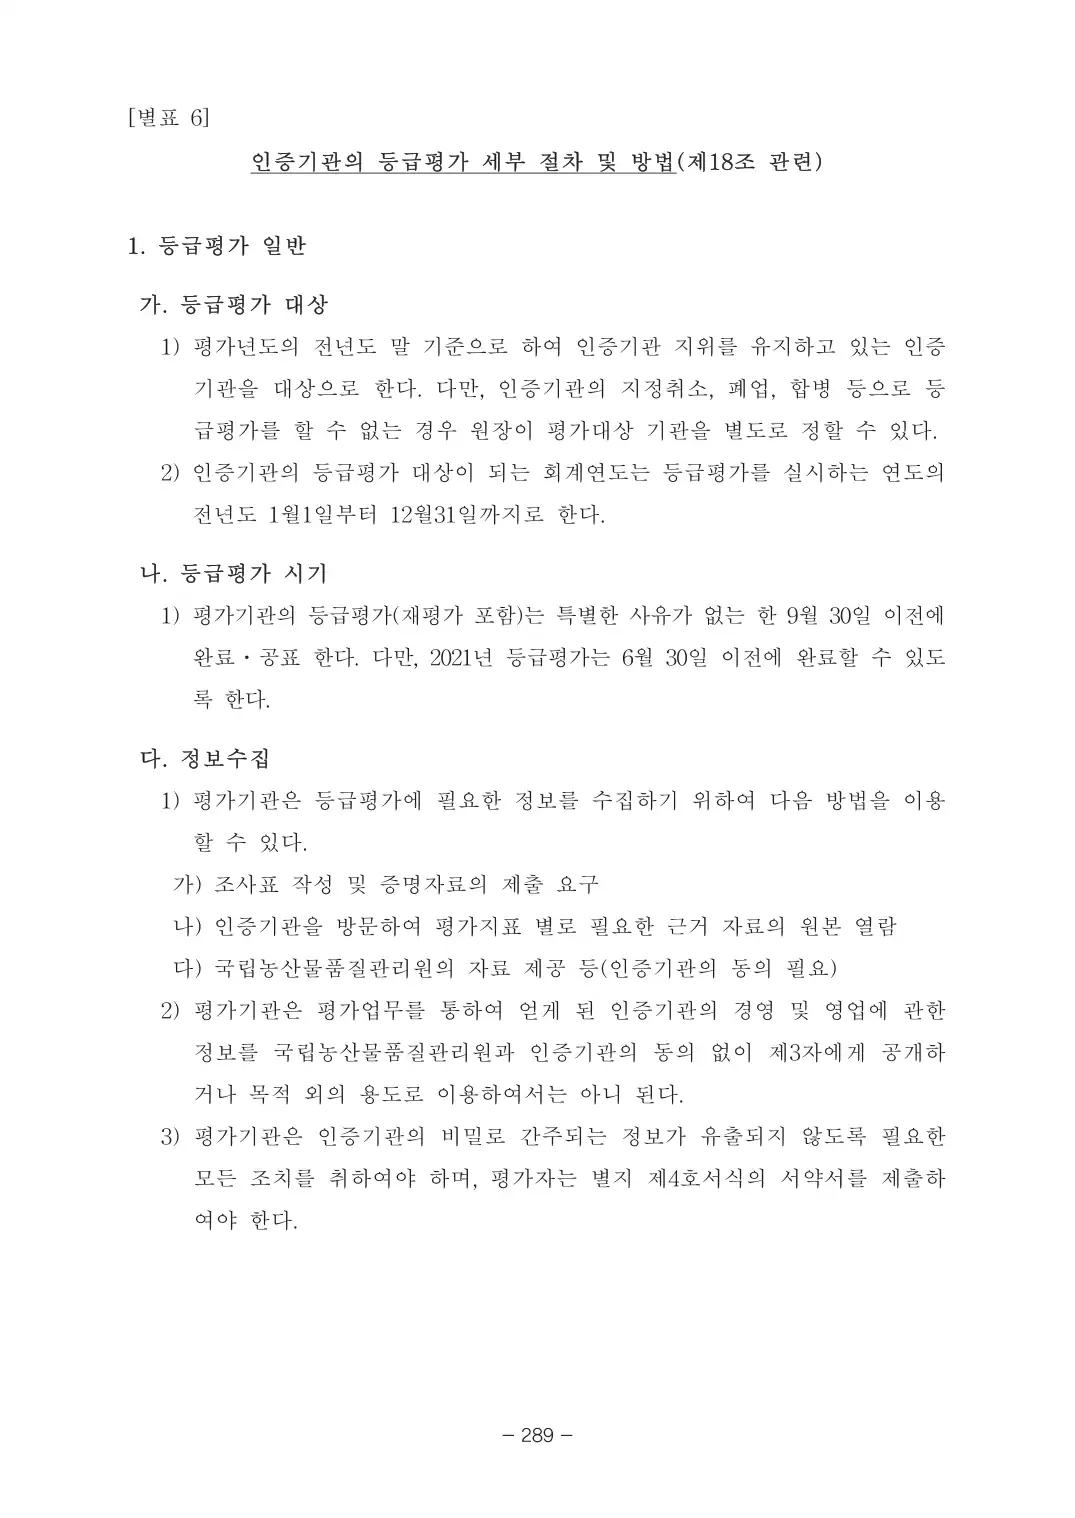 [별표 6]
인증기관의 등급평가 세부 절차 및 방법(제18조 관련)
1. 등급평가 일반
가. 등급평가 대상
1) 평가년도의 전년도 말 기준으로 하여 인증기관 지위를 유지하고 있는 인증
기관을 대상으로 한다. 다만, 인증기관의 지정취소, 폐업, 합병 등으로 등
급평가를 할 수 없는 경우 원장이 평가대상 기관을 별도로 정할 수 있다.
2) 인증기관의 등급평가 대상이 되는 회계연도는 등급평가를 실시하는 연도의
전년도 1월1일부터 12월31일까지로 한다.
나. 등급평가 시기
1) 평가기관의 등급평가(재평가 포함)는 특별한 사유가 없는 한 9월 30일 이전에
완료・공표 한다. 다만, 2021년 등급평가는 6월 30일 이전에 완료할 수 있도
록 한다.
다. 정보수집
1) 평가기관은 등급평가에 필요한 정보를 수집하기 위하여 다음 방법을 이용
할 수 있다.
가) 조사표 작성 및 증명자료의 제출 요구
나) 인증기관을 방문하여 평가지표 별로 필요한 근거 자료의 원본 열람
다) 국립농산물품질관리원의 자료 제공 등(인증기관의 동의 필요)
2) 평가기관은 평가업무를 통하여 얻게 된 인증기관의 경영 및 영업에 관한
정보를 국립농산물품질관리원과 인증기관의 동의 없이 제3자에게 공개하
거나 목적 외의 용도로 이용하여서는 아니 된다.
3) 평가기관은 인증기관의 비밀로 간주되는 정보가 유출되지 않도록 필요한
모든 조치를 취하여야 하며, 평가자는 별지 제4호서식의 서약서를 제출하
여야 한다.
- 289 -